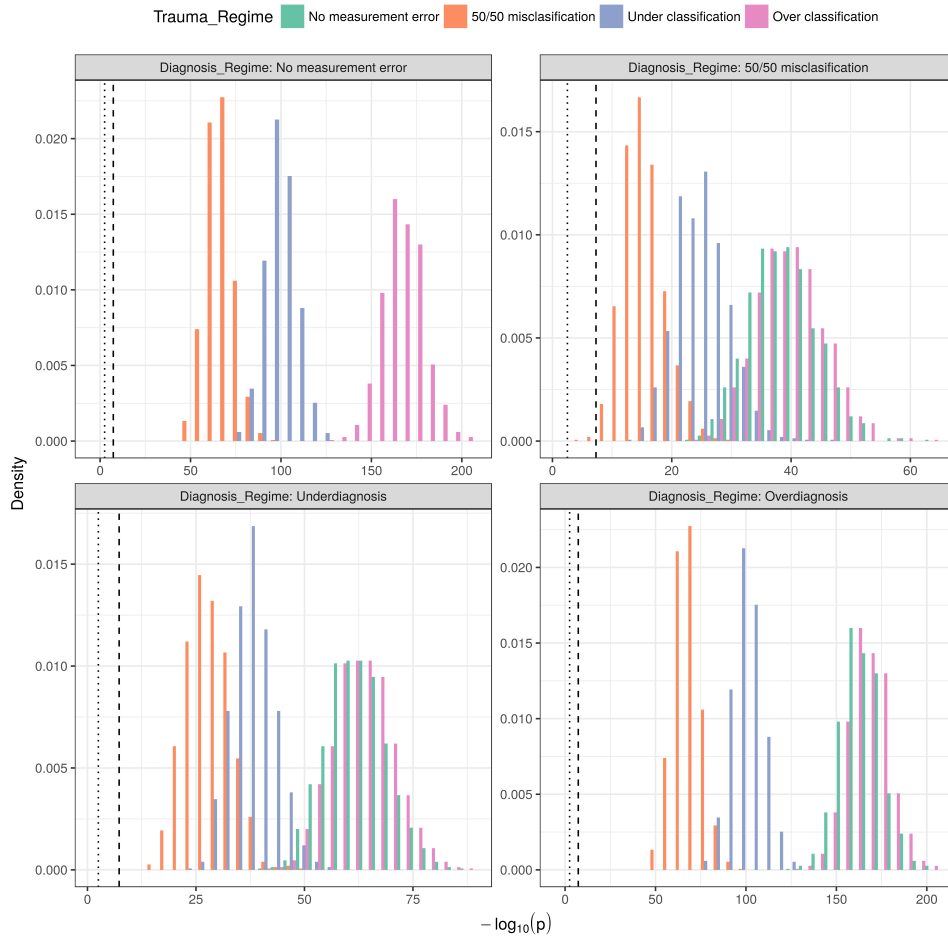 Trauma_Regime No measurement error 50/50 misclasification Under classification Over classification
Diagnosis_Regime: No measurement error
0.020
0.015
0.010
0.005
0.000
0 50 100 150 200
Diagnosis_Regime: 50/50 misclasification
0.015
0.010
0.005
0.000
0 20 40 60
Density
Diagnosis_Regime: Underdiagnosis
0.015
0.010
0.005
0.000
0 25 50 75
Diagnosis_Regime: Overdiagnosis
0.020
0.015
0.010
0.005
0.000
0 50 100 150 200
−log10(p)